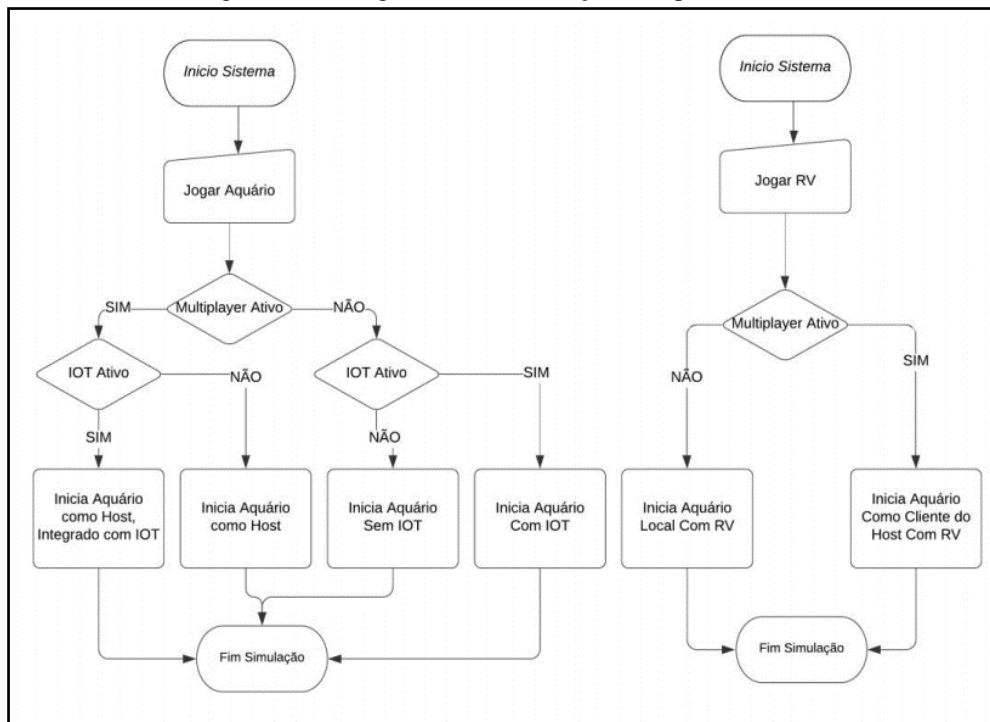 Inicio Sistema
Jogar Aquário
Multiplayer Ativo
SIM
NÃO
IOT Ativo
NÃO
IOT Ativo
SIM
SIM
NÃO
Inicia Aquário
como Host,
Integrado com IOT
Inicia Aquário
como Host
Inicia Aquário
Sem IOT
Inicia Aquário
Com IOT
Fim Simulação
Inicio Sistema
Jogar RV
Multiplayer Ativo
NÃO
SIM
Inicia Aquário
Local Com RV
Inicia Aquário
Como Cliente do
Host Com RV
Fim Simulação